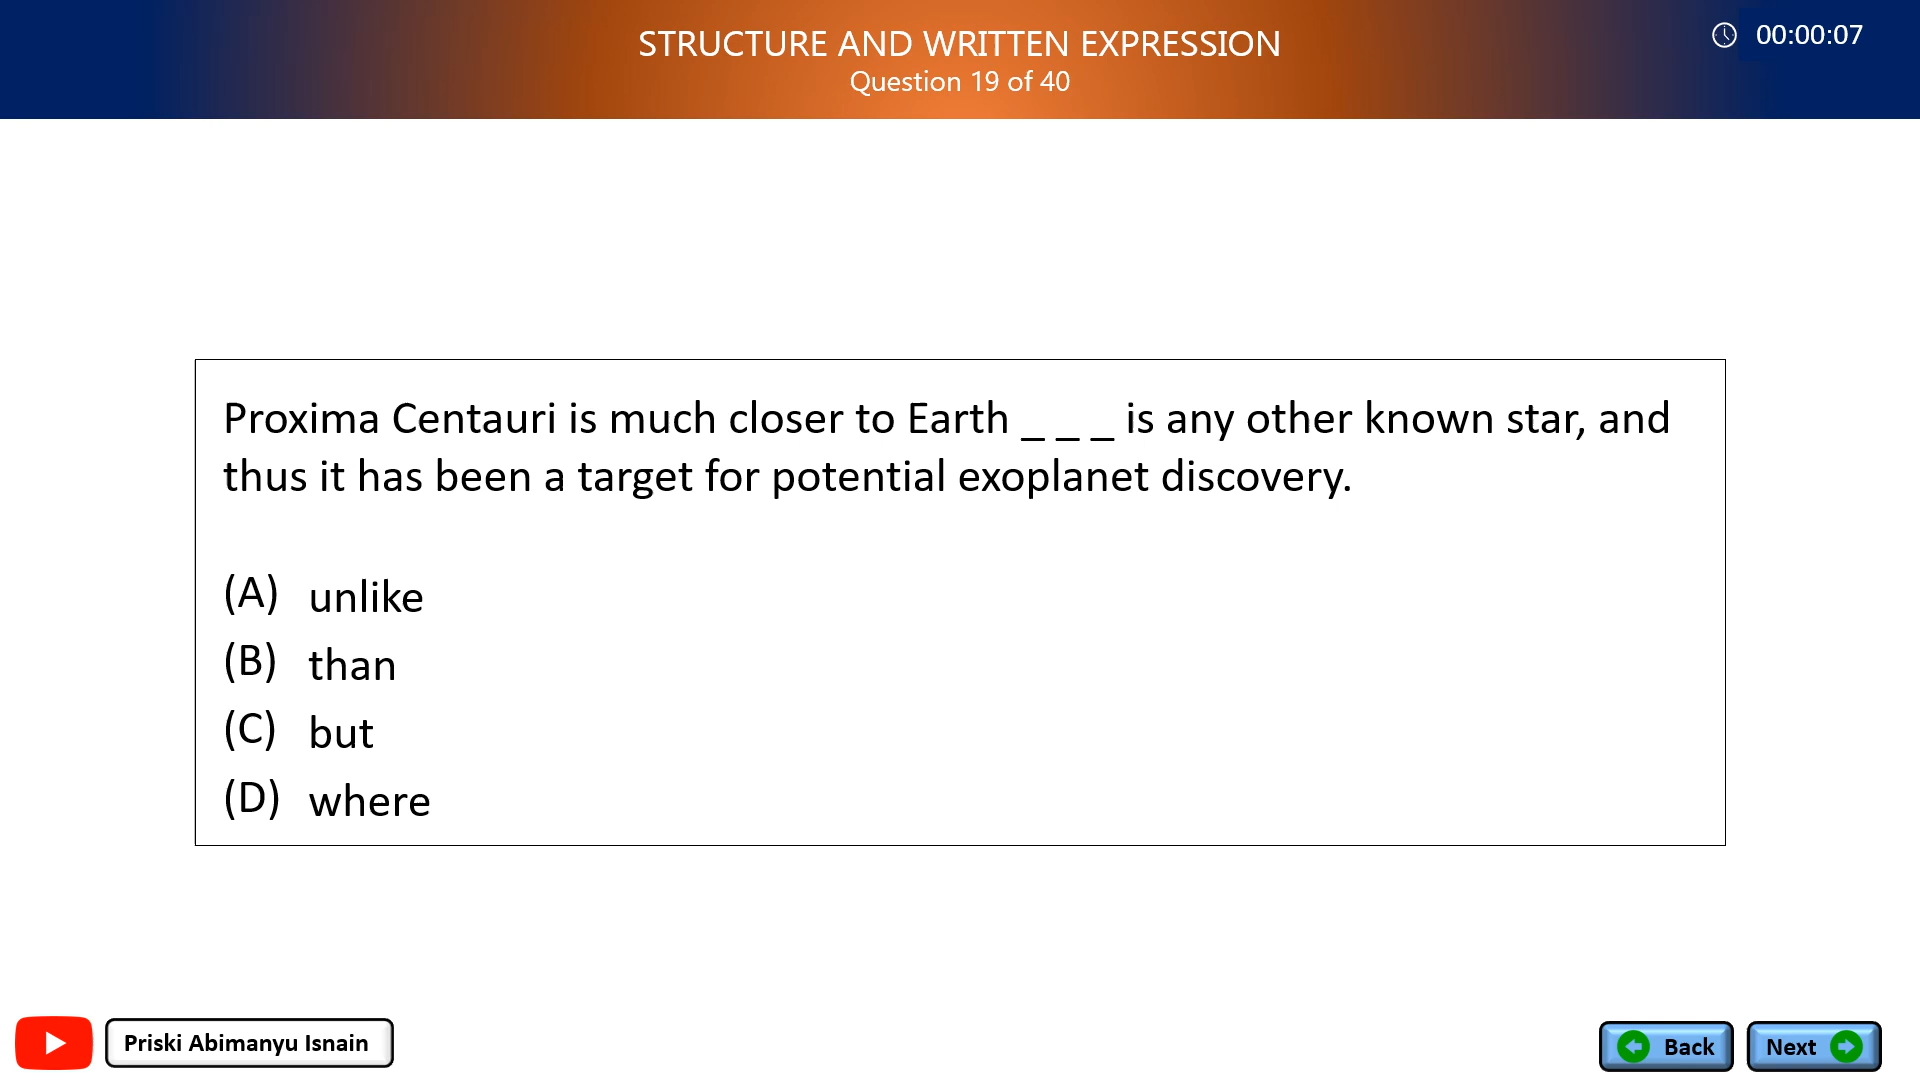 STRUCTURE AND WRITTEN EXPRESSION
Question 19 of 40
00:00:07
Proxima Centauri is much closer to Earth _ _ _ is any other known star, and
thus it has been a target for potential exoplanet discovery.
(A) unlike
(B) than
(C) but
(D) where
Priski Abimanyu Isnain
Back
Next